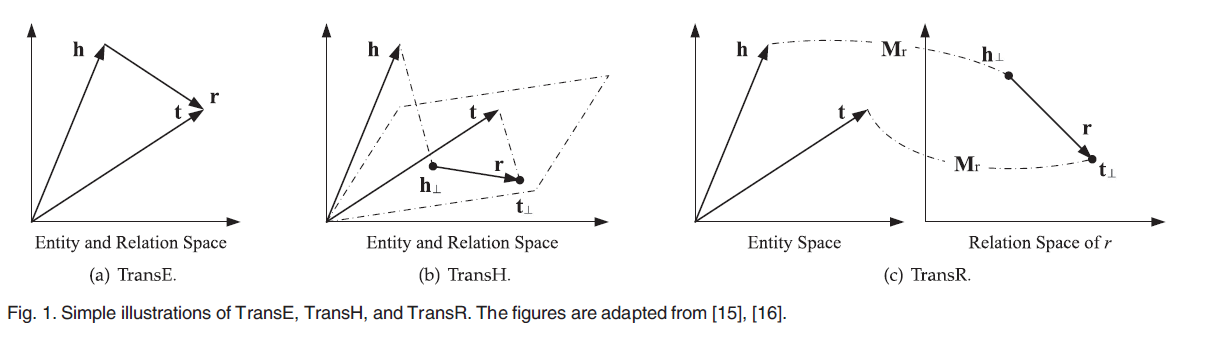 h
t
r
Entity and Relation Space
(a) TransE.
h
t
r
h⊥
t⊥
Entity and Relation Space
(b) TransH.
h
t
Mr
Mr
h⊥
r
t⊥
Entity Space
Relation Space of r
(c) TransR.
Fig. 1. Simple illustrations of TransE, TransH, and TransR. The figures are adapted from [15], [16].